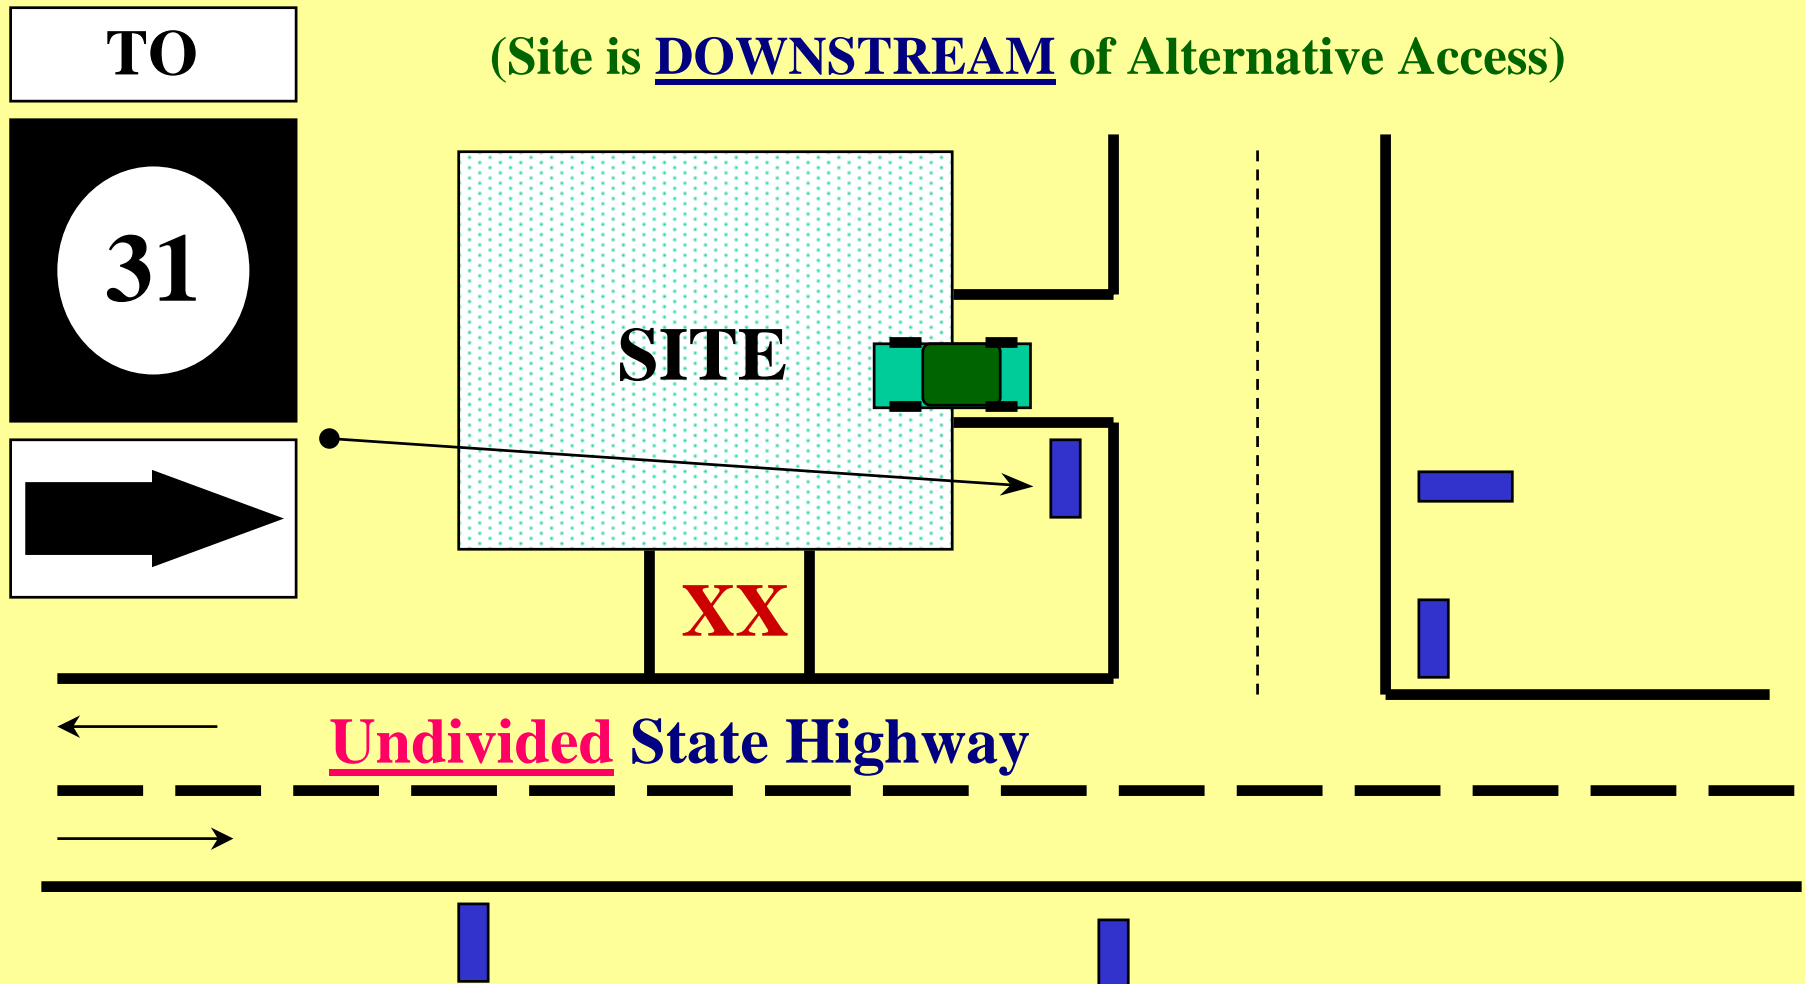 TO
(Site is DOWNSTREAM of Alternative Access)
31
SITE
XX
Undivided State Highway